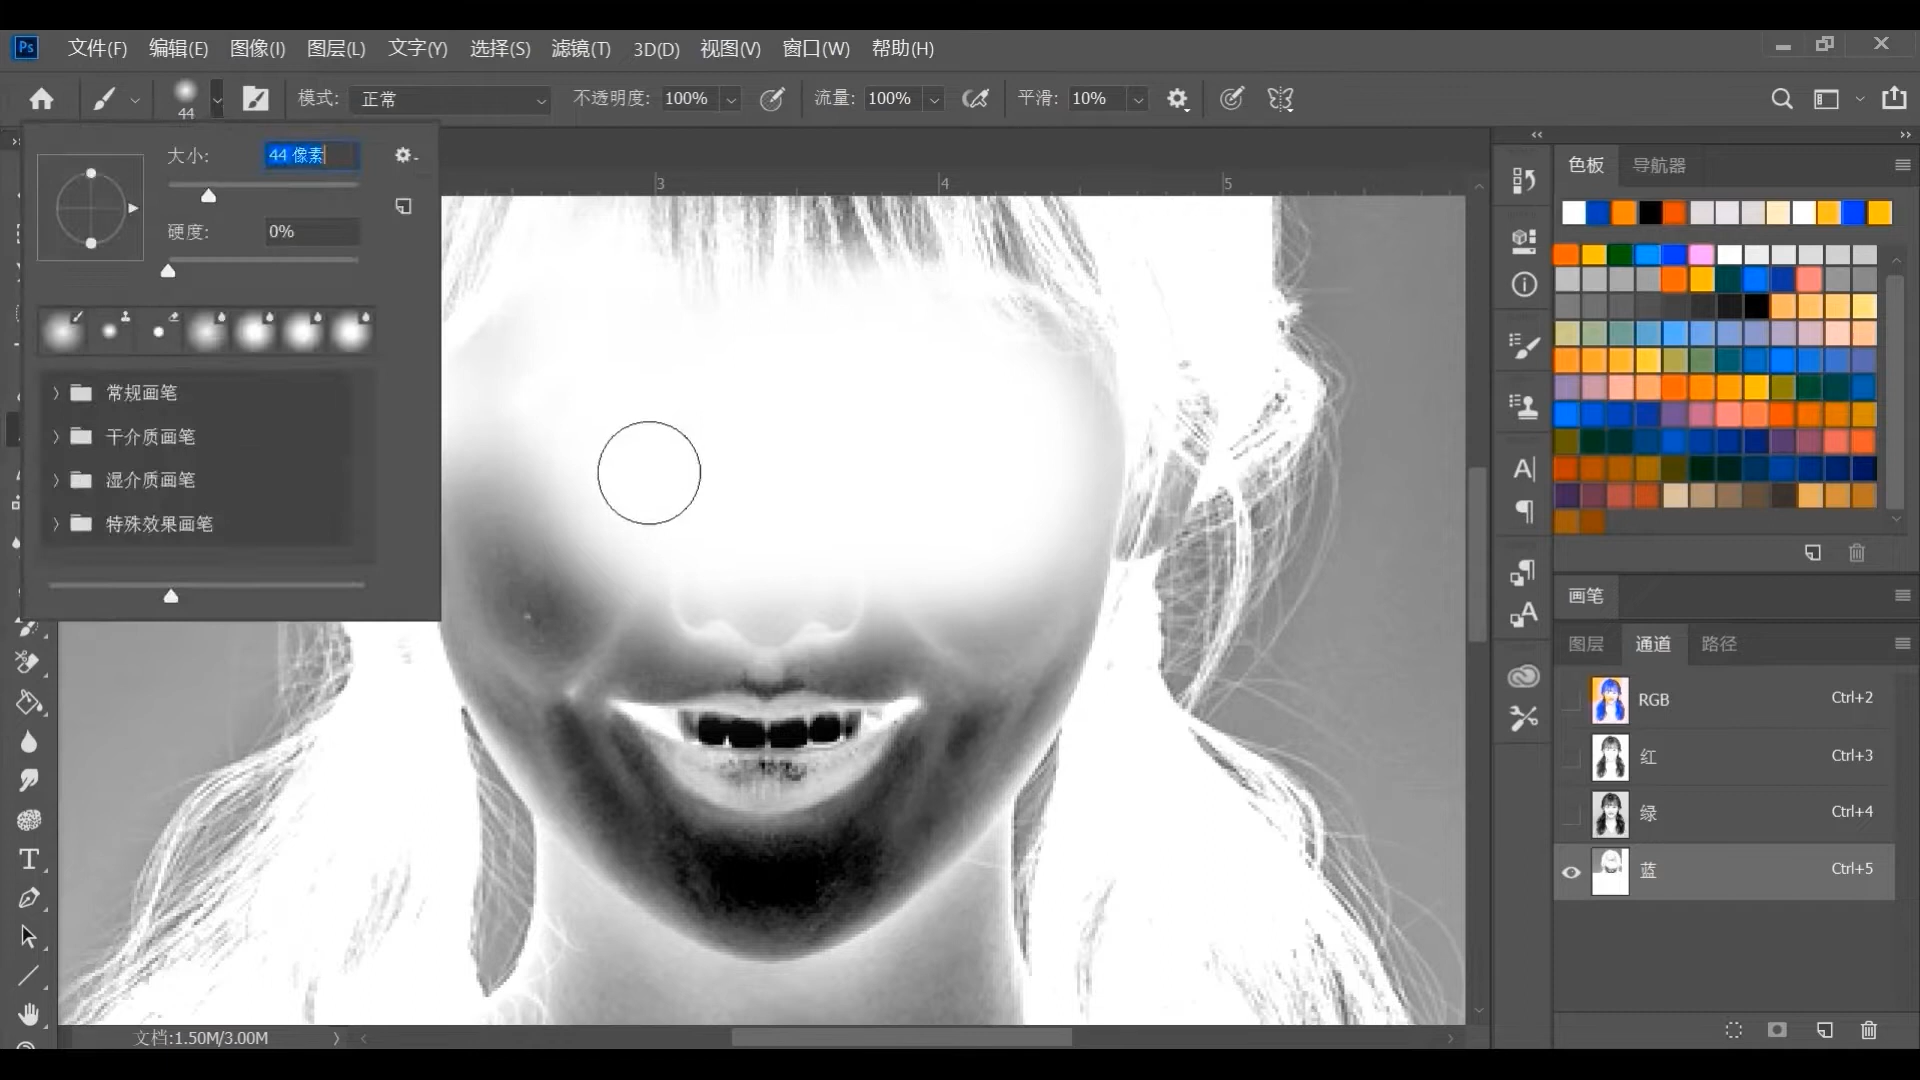 Ps 文件(F) 编辑(E) 图像(I) 图层(L) 文字(Y) 选择(S) 滤镜(T) 3D(D) 视图(V) 窗口(W) 帮助(H)
44 模式: 正常 不透明度: 100% 流量: 100% 平滑: 10%
大小: 44 像素
硬度: 0%
常规画笔
干介质画笔
湿介质画笔
特殊效果画笔
3 4 5
色板 导航器
画笔
图层 通道 路径
RGB Ctrl+2
红 Ctrl+3
绿 Ctrl+4
蓝 Ctrl+5
文档:1.50M/3.00M